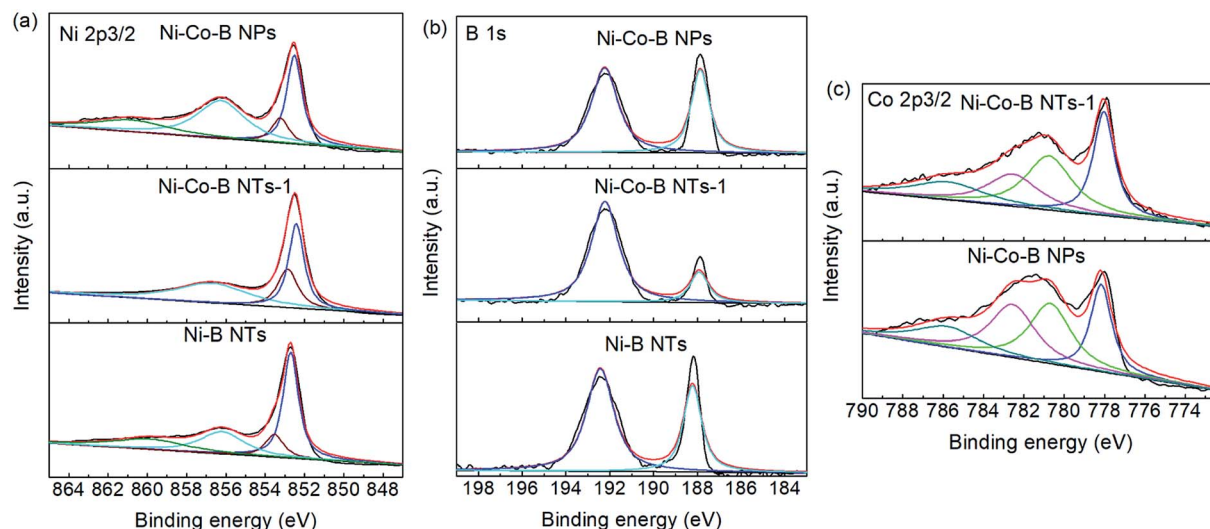 (a)
Ni 2p3/2 Ni-Co-B NPs
Ni-Co-B NTs-1
Ni-B NTs
Intensity (a.u.)
864 862 860 858 856 854 852 850 848
Binding energy (eV)
(b)
B 1s
Ni-Co-B NPs
Ni-Co-B NTs-1
Ni-B NTs
Intensity (a.u.)
198 196 194 192 190 188 186 184
Binding energy (eV)
(c)
Co 2p3/2 Ni-Co-B NTs-1
Ni-Co-B NPs
Intensity (a.u.)
790 788 786 784 782 780 778 776 774
Binding energy (eV)